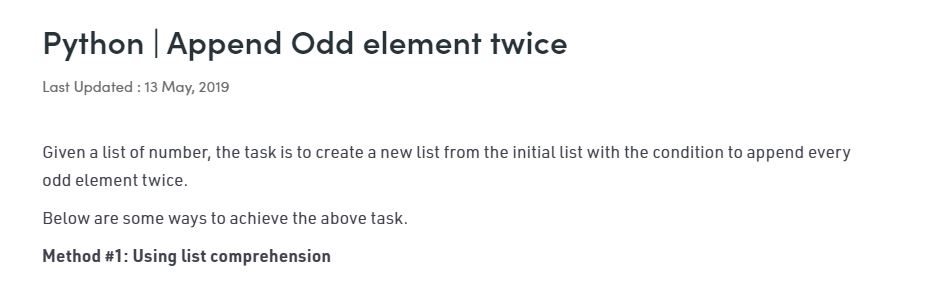 Python | Append Odd element twice
Last Updated : 13 May, 2019
Given a list of number, the task is to create a new list from the initial list with the condition to append every
odd element twice.
Below are some ways to achieve the above task.
Method #1: Using list comprehension